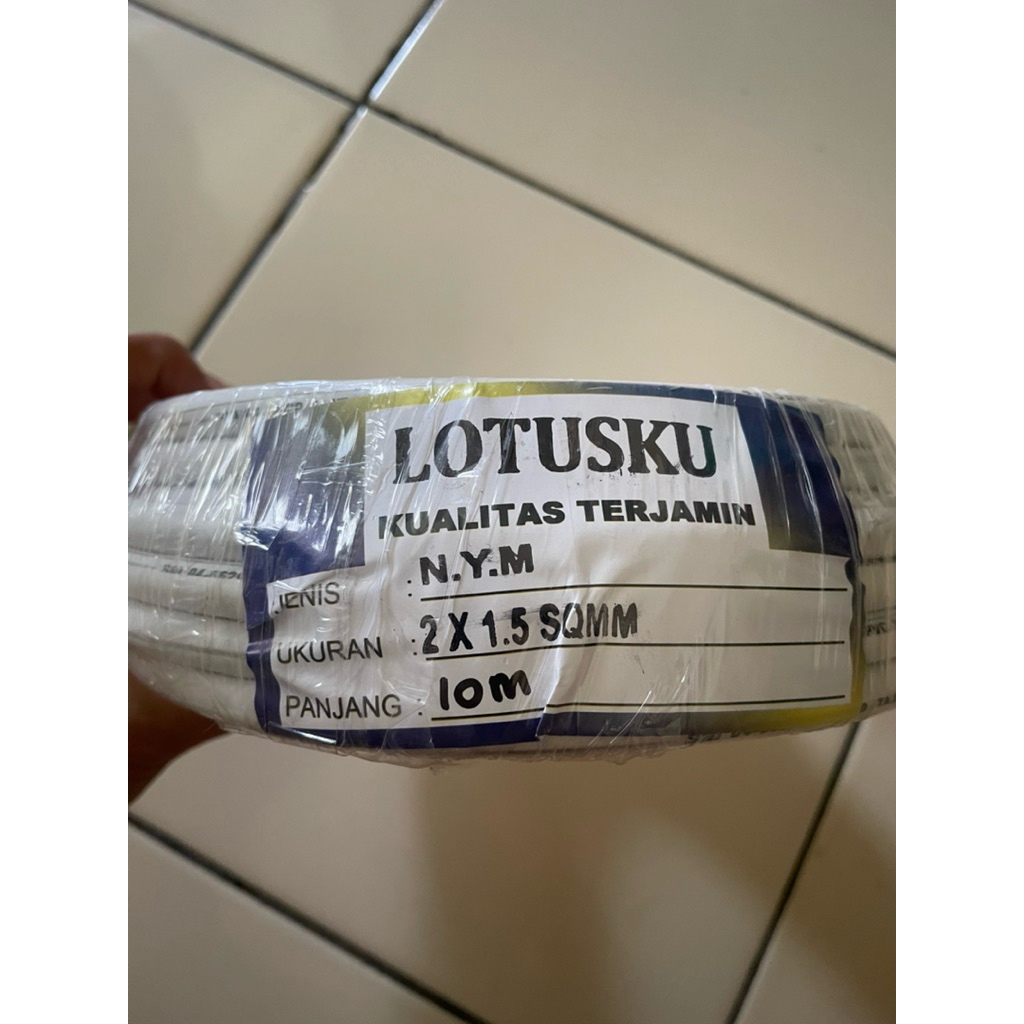 LOTUSKU
KUALITAS TERJAMIN
JENIS : N.Y.M
UKURAN : 2 X 1.5 SQMM
PANJANG : 10M